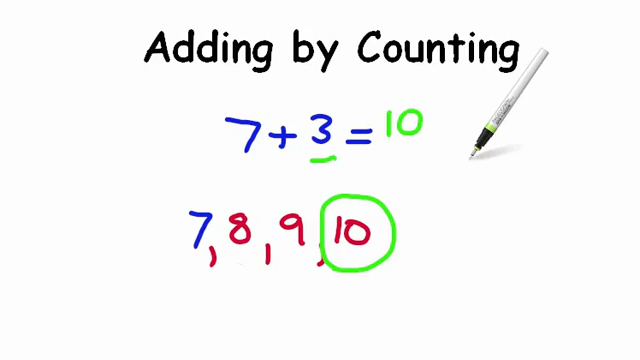 Adding by Counting
7 + 3 = 10
7, 8, 9, 10